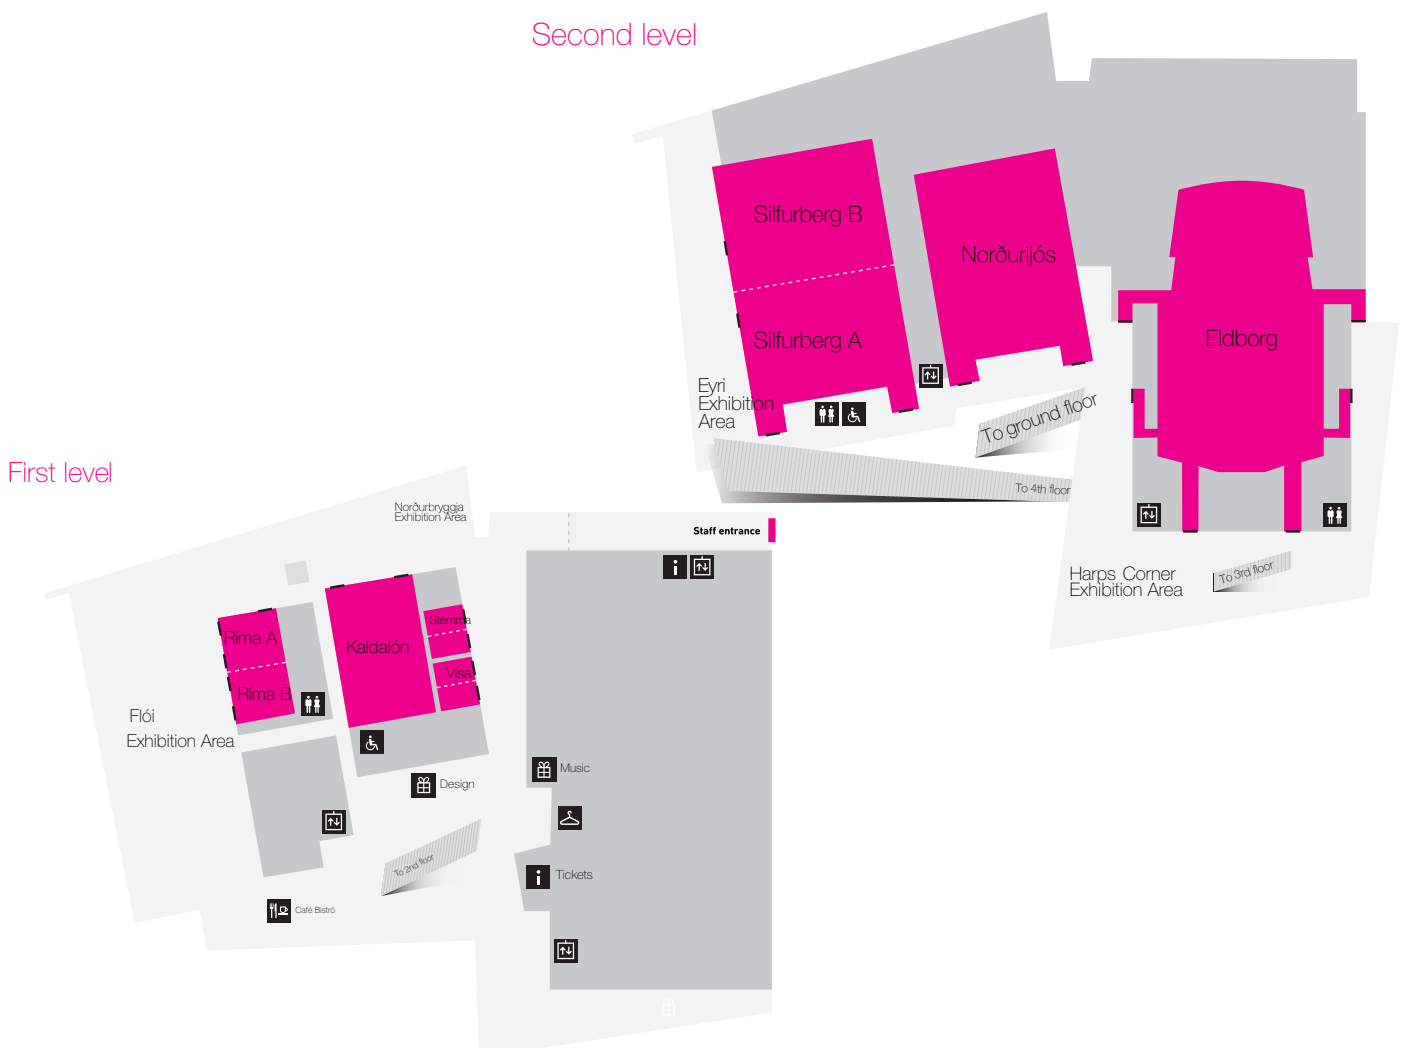 Second level
Silfurberg B
Norðurljós
Silfurberg A
Eldborg
Eyri
Exhibition
Area
To ground floor
To 4th floor
Harps Corner
Exhibition Area
To 3rd floor
First level
Norðurbryggja
Exhibition Area
Staff entrance
Ríma A
Kaldalón
Stemma
Vísa
Ríma B
Flói
Exhibition Area
Design
Music
To 2nd floor
Tickets
Café Bistró